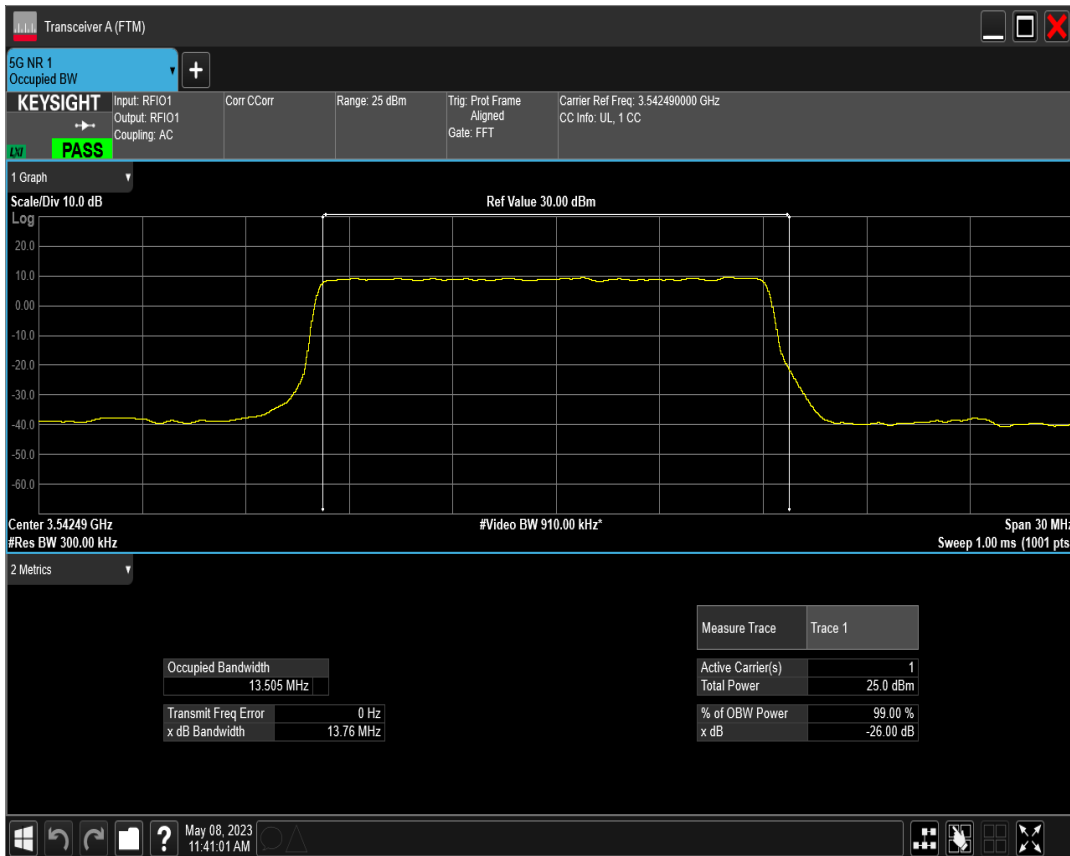 Transceiver A (FTM)
5G NR 1
Occupied BW
+
KEYSIGHT
LXI
PASS
Input: RFIO1
Output: RFIO1
Coupling: AC
Corr CCorr
Range: 25 dBm
Trig: Prot Frame
Aligned
Gate: FFT
Carrier Ref Freq: 3.542490000 GHz
CC Info: UL, 1 CC
1 Graph
Scale/Div 10.0 dB
Ref Value 30.00 dBm
Log
20.0
10.0
0.00
-10.0
-20.0
-30.0
-40.0
-50.0
-60.0
Center 3.54249 GHz
#Video BW 910.00 kHz*
Span 30 MHz
#Res BW 300.00 kHz
Sweep 1.00 ms (1001 pts
2 Metrics
Measure Trace Trace 1
Occupied Bandwidth
13.505 MHz
Active Carrier(s) 1
Total Power 25.0 dBm
Transmit Freq Error 0 Hz
x dB Bandwidth 13.76 MHz
% of OBW Power 99.00 %
x dB -26.00 dB
?
May 08, 2023
11:41:01 AM